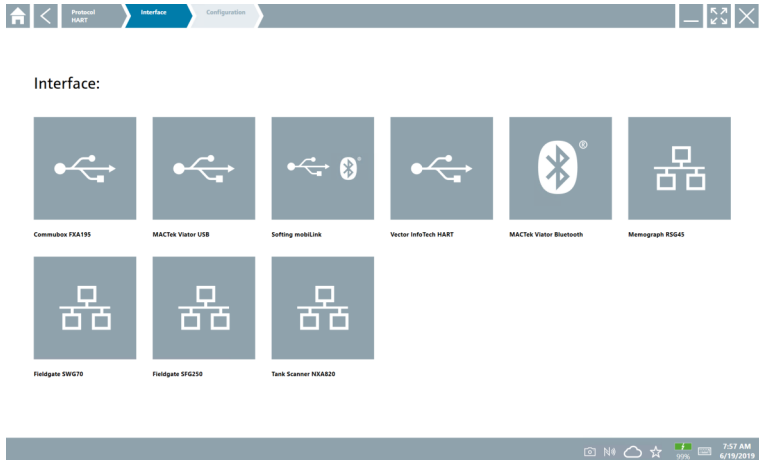 Protocol
HART
Interface
Configuration
Interface:
Commubox FXA195
MACTek Viator USB
Softing mobiLink
Vector InfoTech HART
MACTek Viator Bluetooth
Memograph RSG45
Fieldgate SWG70
Fieldgate SFG250
Tank Scanner NXA820
99%
7:57 AM
6/19/2019